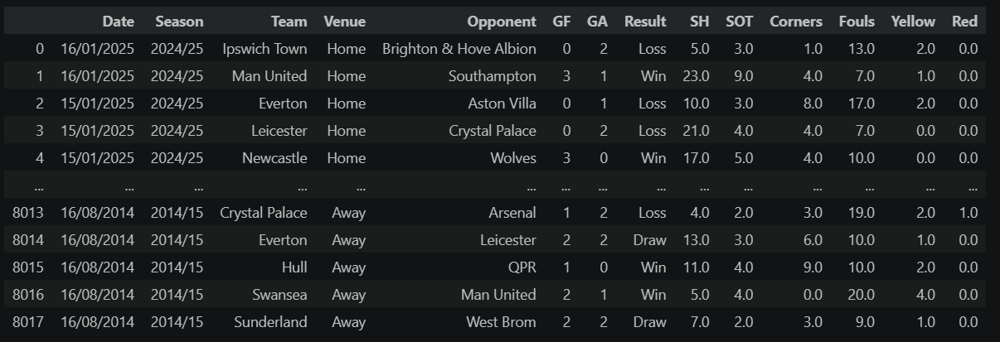 Date Season Team Venue Opponent GF GA Result SH SOT Corners Fouls Yellow Red
0 16/01/2025 2024/25 Ipswich Town Home Brighton & Hove Albion 0 2 Loss 5.0 3.0 1.0 13.0 2.0 0.0
1 16/01/2025 2024/25 Man United Home Southampton 3 1 Win 23.0 9.0 4.0 7.0 1.0 0.0
2 15/01/2025 2024/25 Everton Home Aston Villa 0 1 Loss 10.0 3.0 8.0 17.0 2.0 0.0
3 15/01/2025 2024/25 Leicester Home Crystal Palace 0 2 Loss 21.0 4.0 4.0 7.0 0.0 0.0
4 15/01/2025 2024/25 Newcastle Home Wolves 3 0 Win 17.0 5.0 4.0 10.0 0.0 0.0
... ... ... ... ... ... ... ... ... ... ... ... ... ... ...
8013 16/08/2014 2014/15 Crystal Palace Away Arsenal 1 2 Loss 4.0 2.0 3.0 19.0 2.0 1.0
8014 16/08/2014 2014/15 Everton Away Leicester 2 2 Draw 13.0 3.0 6.0 10.0 1.0 0.0
8015 16/08/2014 2014/15 Hull Away QPR 1 0 Win 11.0 4.0 9.0 10.0 2.0 0.0
8016 16/08/2014 2014/15 Swansea Away Man United 2 1 Win 5.0 4.0 0.0 20.0 4.0 0.0
8017 16/08/2014 2014/15 Sunderland Away West Brom 2 2 Draw 7.0 2.0 3.0 9.0 1.0 0.0